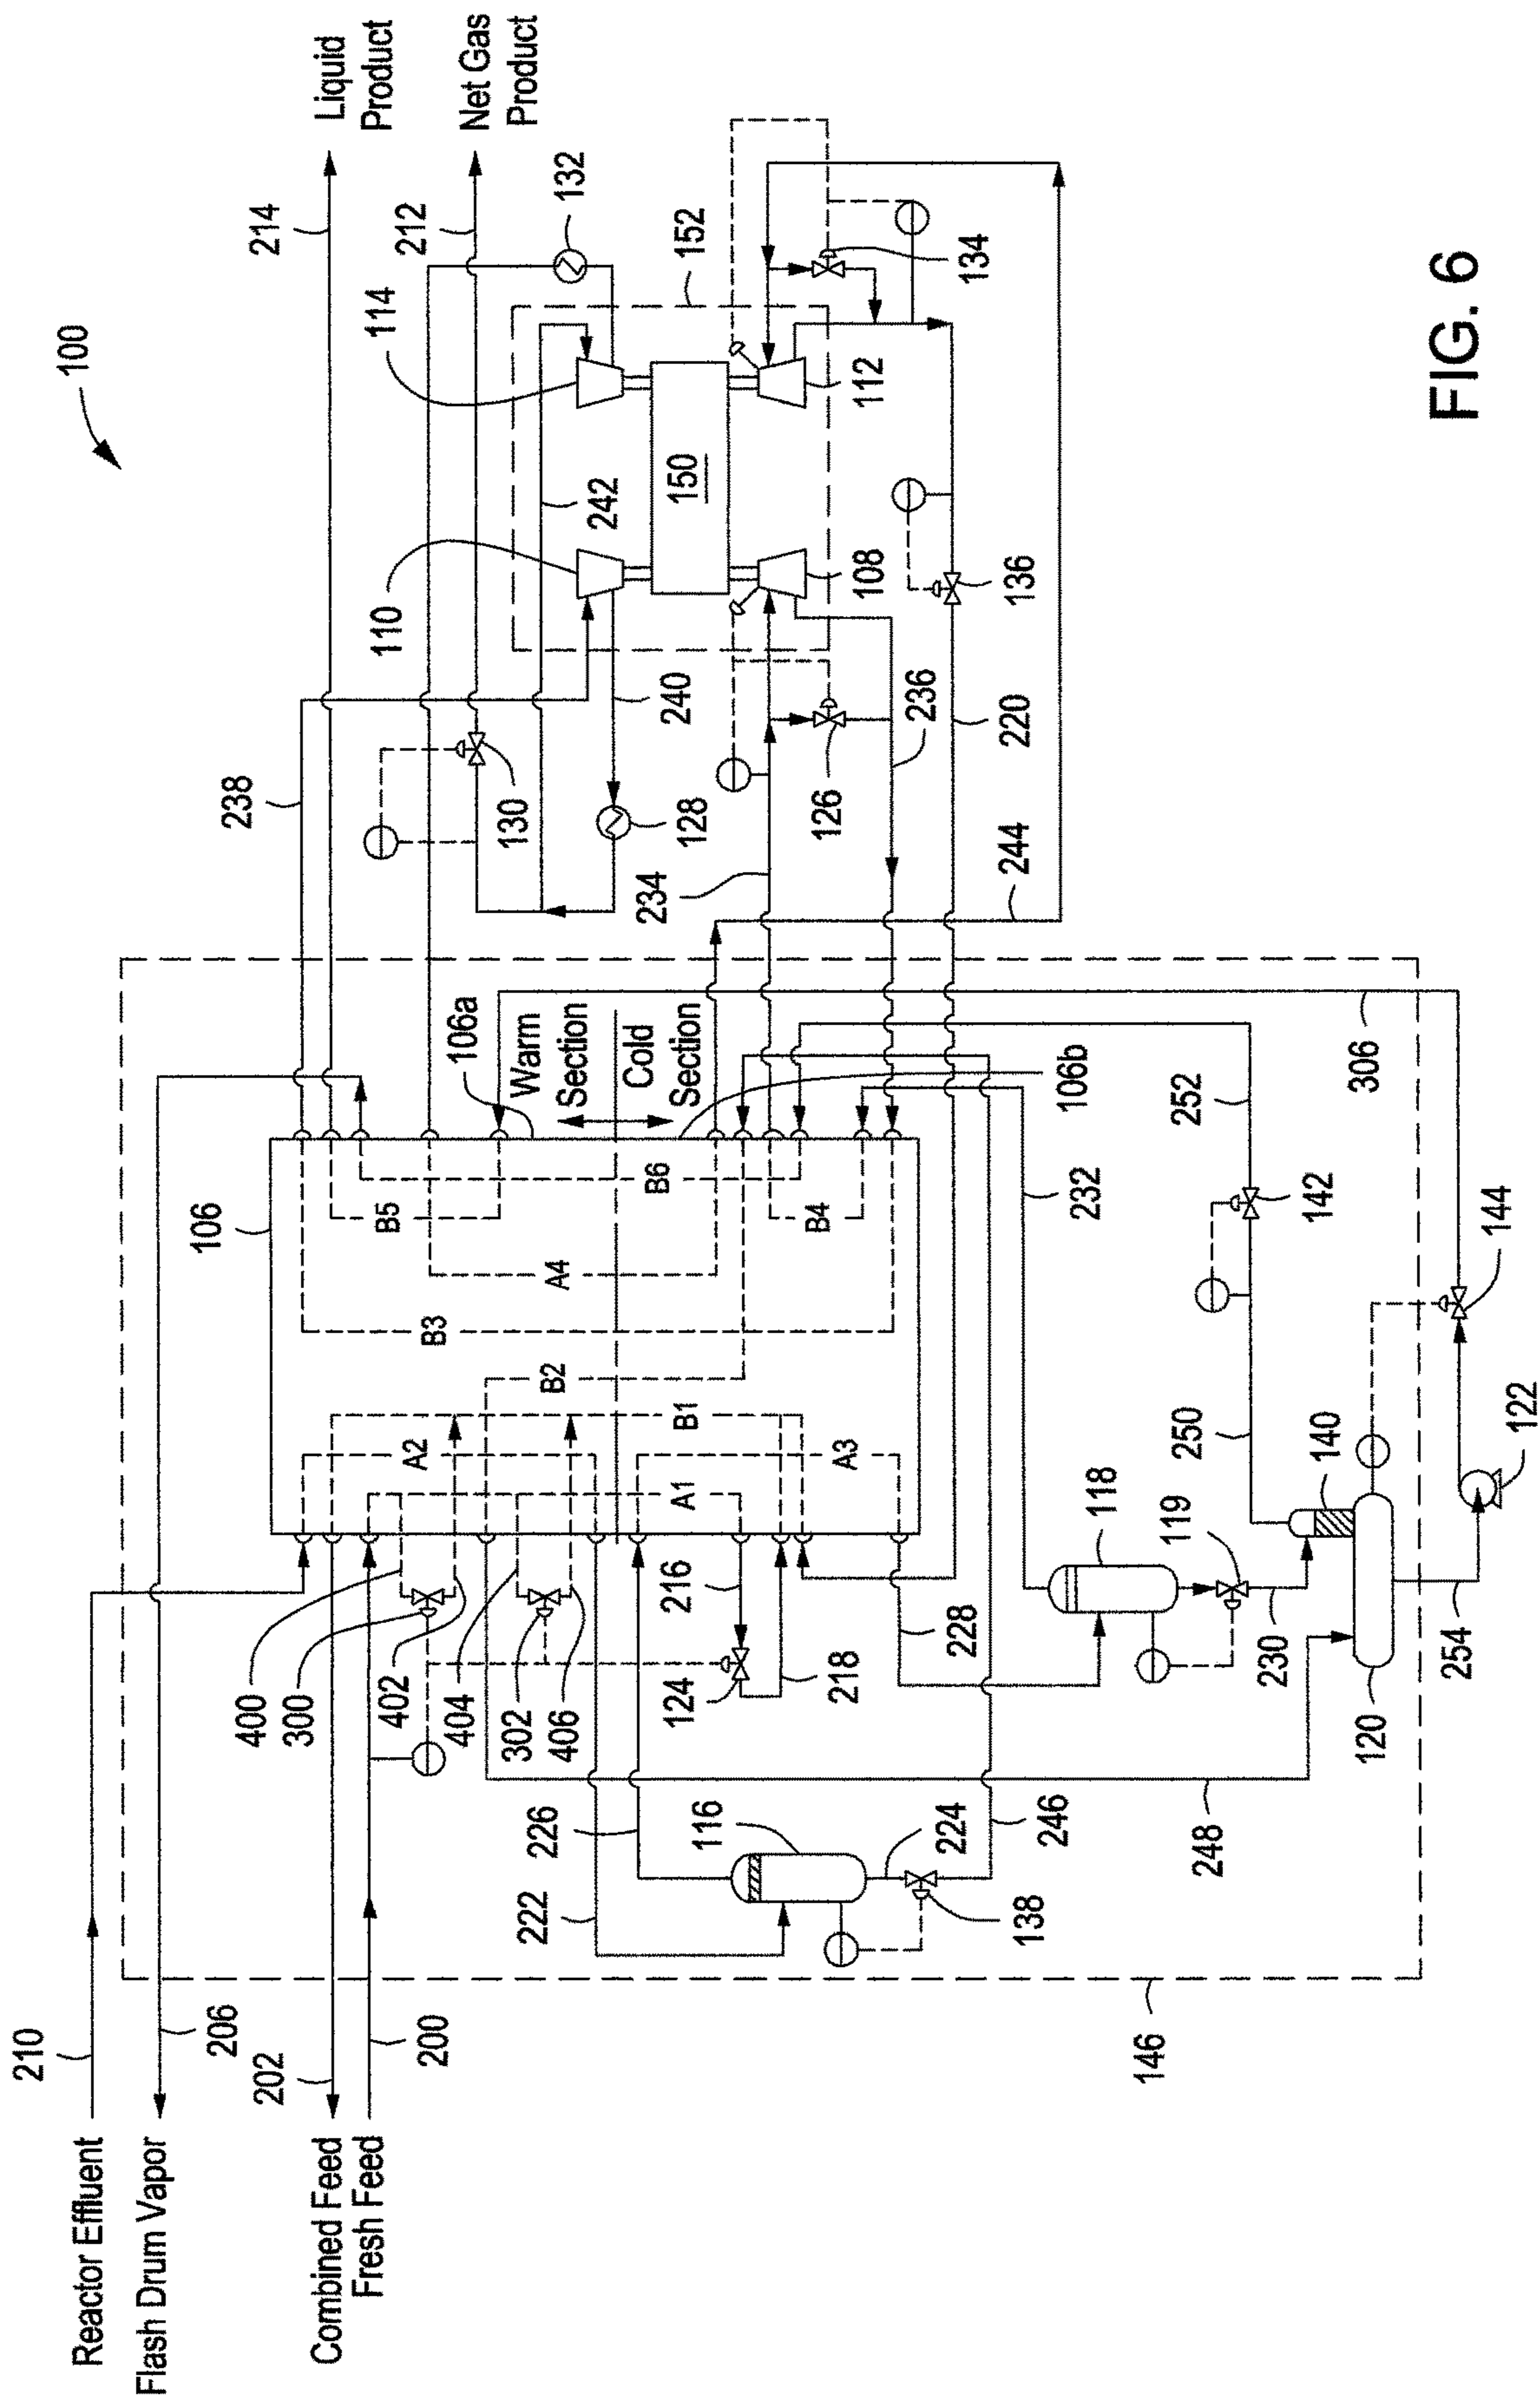 100
Reactor Effluent
210
Flash Drum Vapor
206
Combined Feed
202
Fresh Feed
200
Liquid
Product
214
Net Gas
Product
212
132
114
152
110
242
150
240
108
112
134
238
130
128
234
126
236
136
220
244
106
106a
Warm
Section
Cold
Section
106b
B5
B6
A4
B4
B3
B2
B1
A2
A1
A3
400
300
402
404
302
406
216
124
218
228
226
222
116
224
138
246
248
118
119
230
232
250
140
142
252
306
144
122
254
120
146
FIG. 6